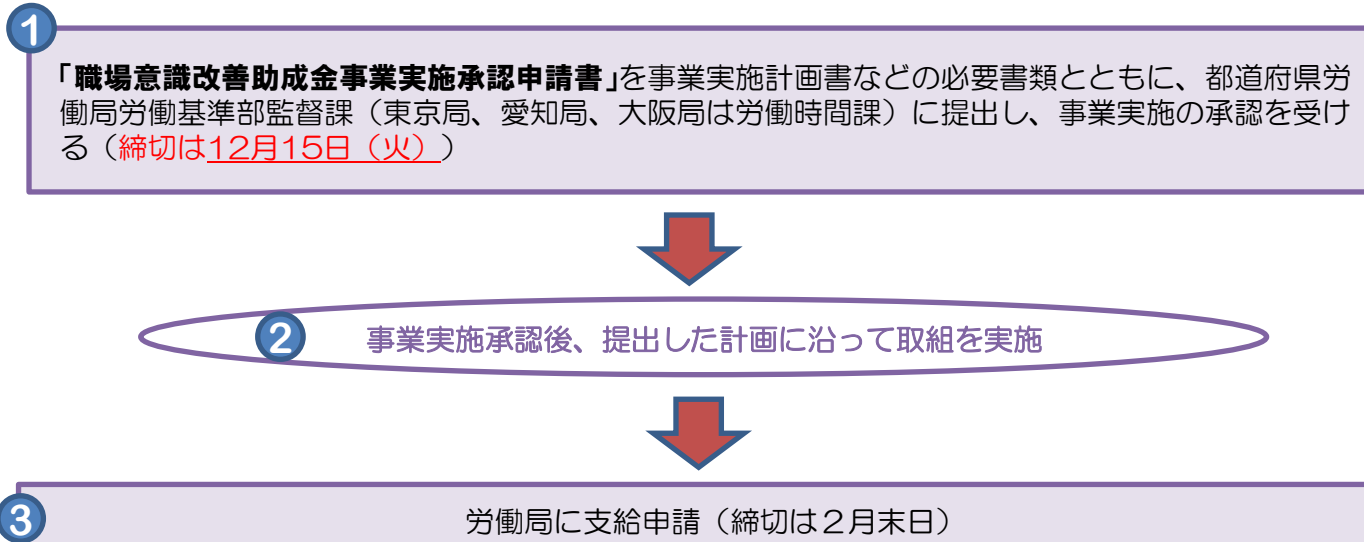 1
「職場意識改善助成金事業実施承認申請書」を事業実施計画書などの必要書類とともに、都道府県労
働局労働基準部監督課（東京局、愛知局、大阪局は労働時間課）に提出し、事業実施の承認を受け
る（締切は12月15日（火））
2 事業実施承認後、提出した計画に沿って取組を実施
3 労働局に支給申請（締切は２月末日）